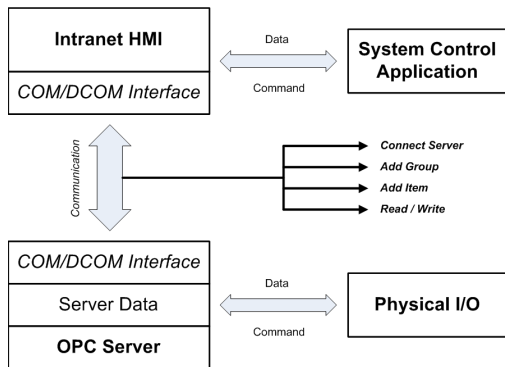 Intranet HMI
COM/DCOM Interface
Data
Command
System Control
Application
Communication
Connect Server
Add Group
Add Item
Read / Write
COM/DCOM Interface
Server Data
OPC Server
Data
Command
Physical I/O